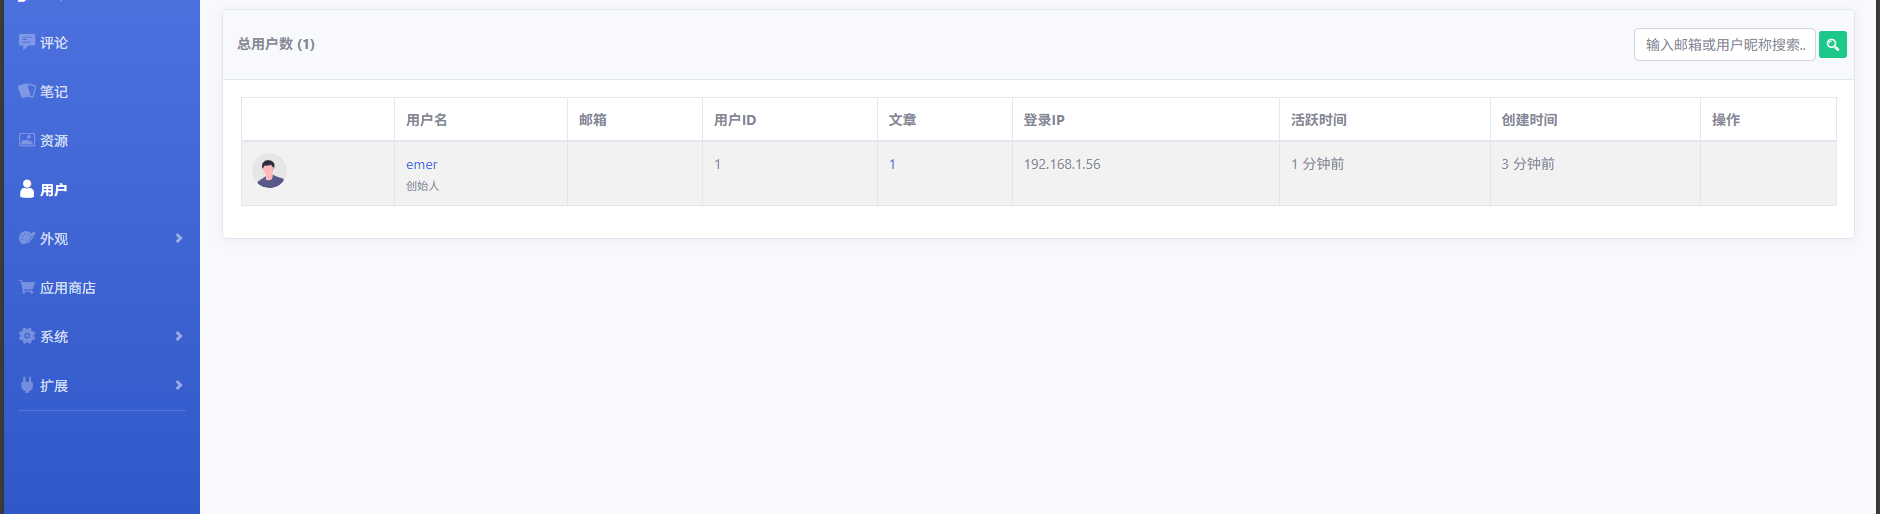 评论
笔记
资源
用户
外观
应用商店
系统
扩展
总用户数 (1)
输入邮箱或用户昵称搜索..
用户名 邮箱 用户ID 文章 登录IP 活跃时间 创建时间 操作
emer 1 1 192.168.1.56 1 分钟前 3 分钟前
创始人